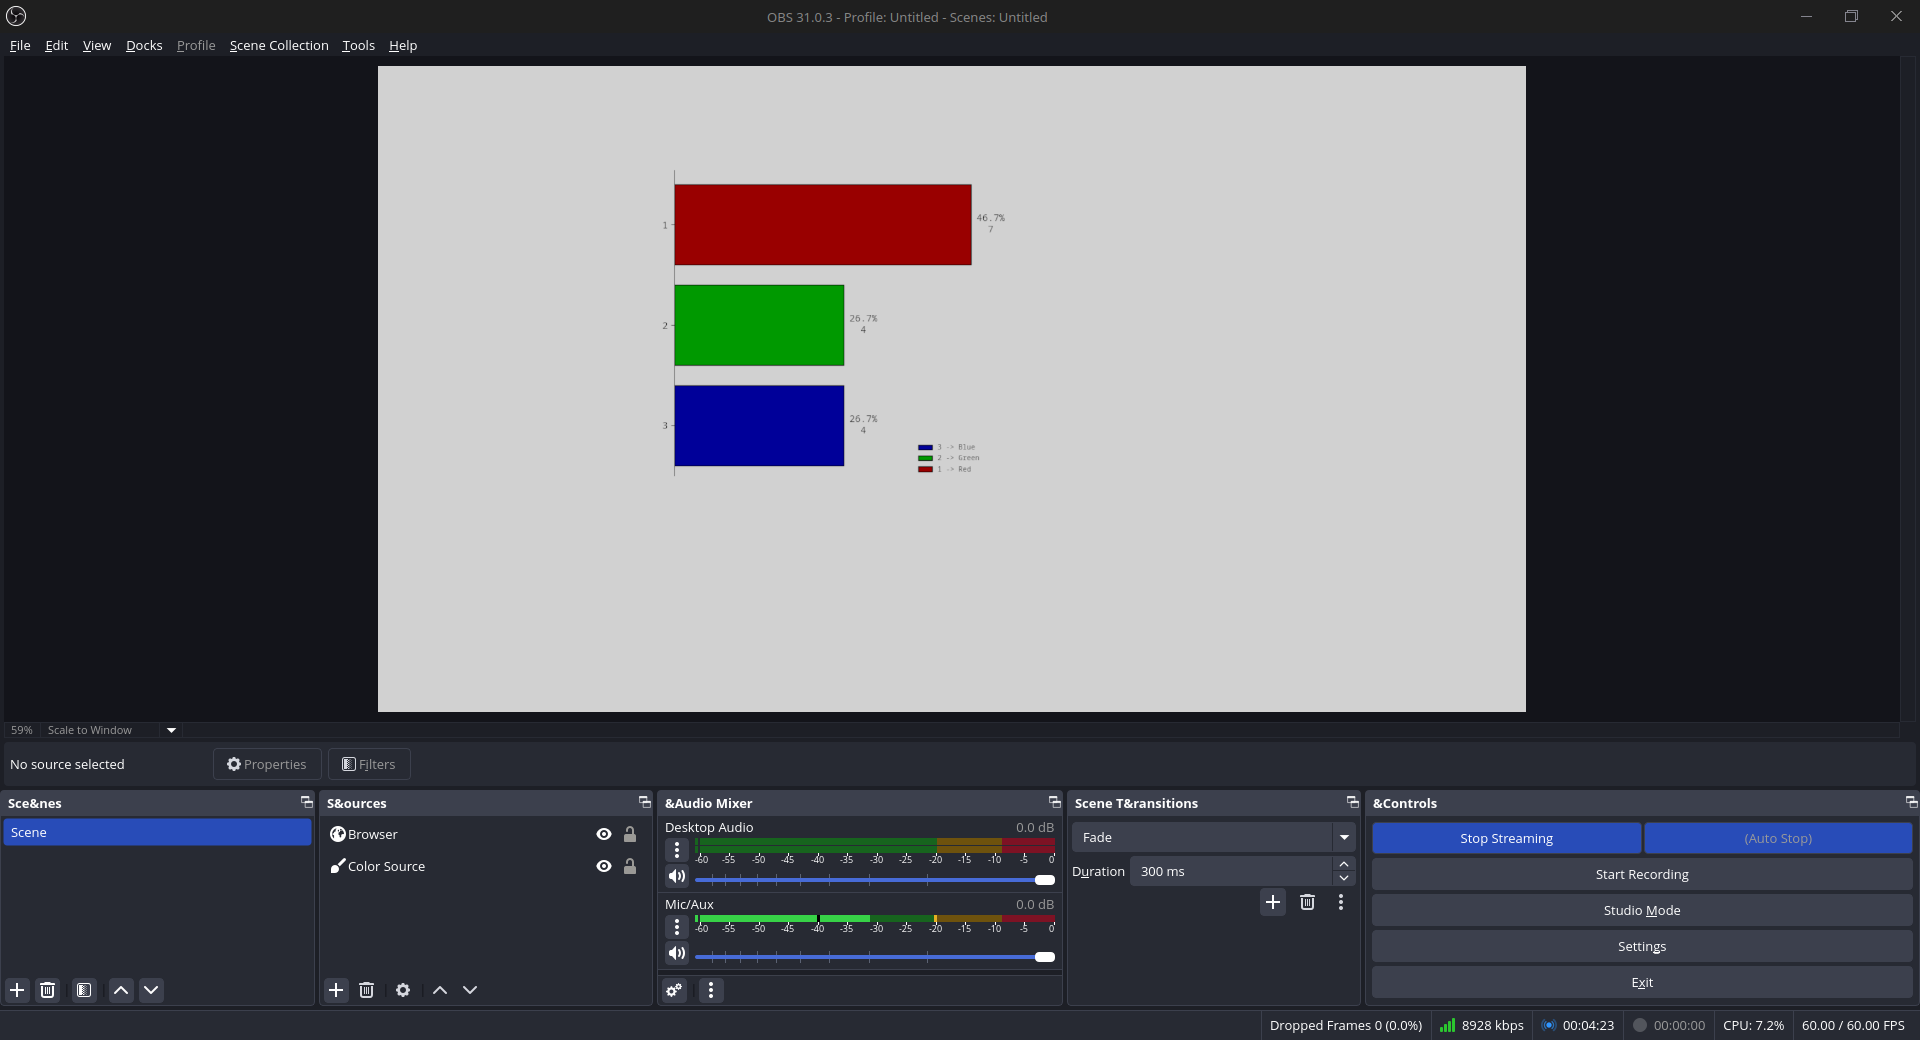 OBS 31.0.3 - Profile: Untitled - Scenes: Untitled
File Edit View Docks Profile Scene Collection Tools Help
1
46.7%
7
2
26.7%
4
3
26.7%
4
3 -> Blue
2 -> Green
1 -> Red
59% Scale to Window
No source selected Properties Filters
Sce&nes
Scene
S&ources
Browser
Color Source
&Audio Mixer
Desktop Audio 0.0 dB
-60 -55 -50 -45 -40 -35 -30 -25 -20 -15 -10 -5 0
Mic/Aux 0.0 dB
-60 -55 -50 -45 -40 -35 -30 -25 -20 -15 -10 -5 0
Scene T&ransitions
Fade
Duration 300 ms
&Controls
Stop Streaming (Auto Stop)
Start Recording
Studio Mode
Settings
Exit
Dropped Frames 0 (0.0%) 8928 kbps 00:04:23 00:00:00 CPU: 7.2% 60.00 / 60.00 FPS